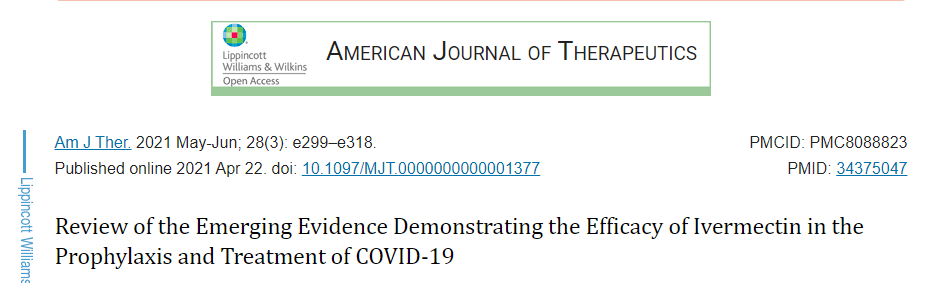 Lippincott
Williams & Wilkins
Open Access
AMERICAN JOURNAL OF THERAPEUTICS
Am J Ther. 2021 May-Jun; 28(3): e299–e318.
PMCID: PMC8088823
Published online 2021 Apr 22. doi: 10.1097/MJT.0000000000001377
PMID: 34375047
Lippincott Williams
Review of the Emerging Evidence Demonstrating the Efficacy of Ivermectin in the
Prophylaxis and Treatment of COVID-19